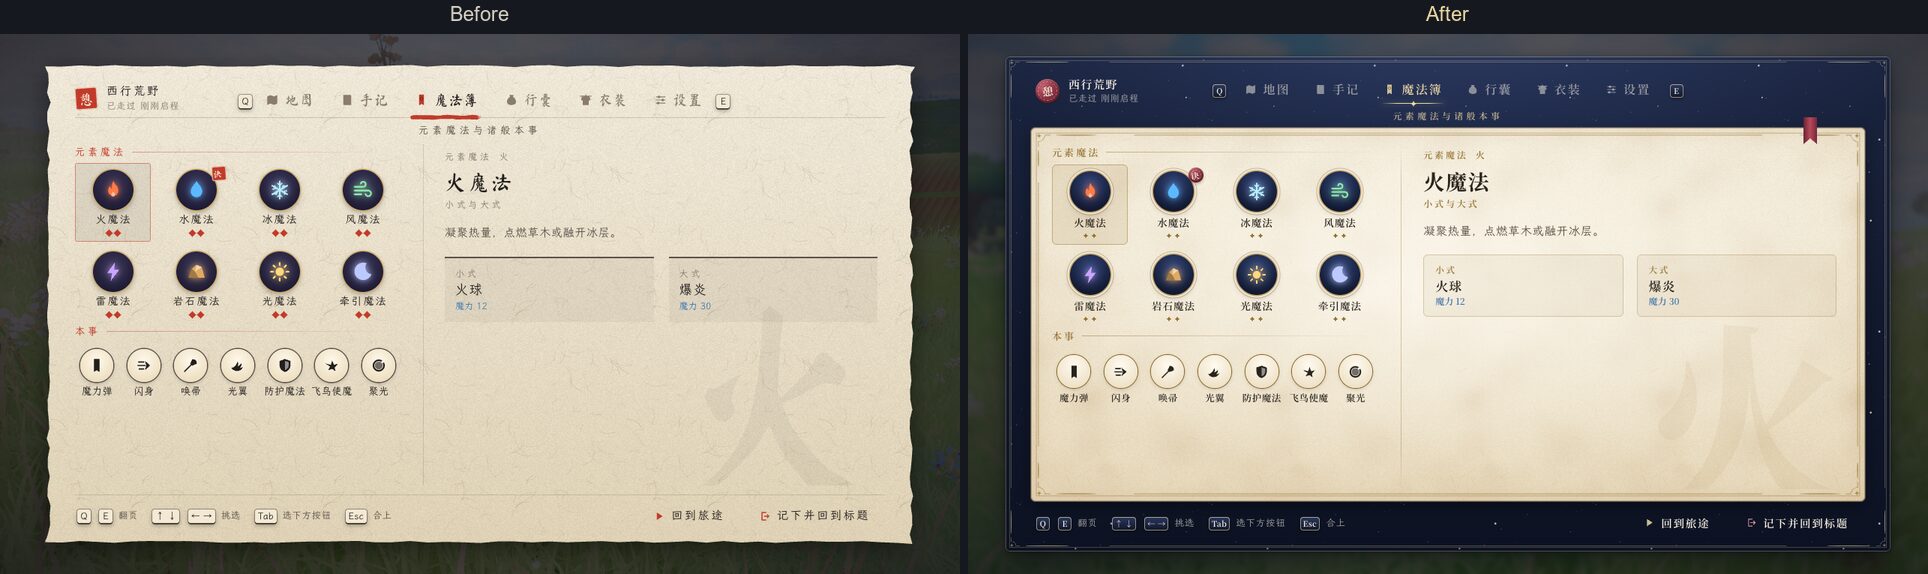 Before
憩
西行荒野
已走过 刚刚启程
Q 地图 手记 魔法簿 行囊 衣装 设置 E
元素魔法与诸般本事
元素魔法
火魔法 水魔法 诀 冰魔法 风魔法
雷魔法 岩石魔法 光魔法 牵引魔法
本事
魔力弹 闪身 唤帚 光翼 防护魔法 飞鸟使魔 聚光
元素魔法 火
火魔法
小式与大式
凝聚热量，点燃草木或融开冰层。
小式
火球
魔力 12
大式
爆炎
魔力 30
火
Q E 翻页 ↑ ↓ ← → 挑选 Tab 选下方按钮 Esc 合上
回到旅途 记下并回到标题
After
憩
西行荒野
已走过 刚刚启程
Q 地图 手记 魔法簿 行囊 衣装 设置 E
元素魔法与诸般本事
元素魔法
火魔法 水魔法 诀 冰魔法 风魔法
雷魔法 岩石魔法 光魔法 牵引魔法
本事
魔力弹 闪身 唤帚 光翼 防护魔法 飞鸟使魔 聚光
元素魔法 火
火魔法
小式与大式
凝聚热量，点燃草木或融开冰层。
小式
火球
魔力 12
大式
爆炎
魔力 30
火
Q E 翻页 ↑ ↓ ← → 挑选 Tab 选下方按钮 Esc 合上
回到旅途 记下并回到标题